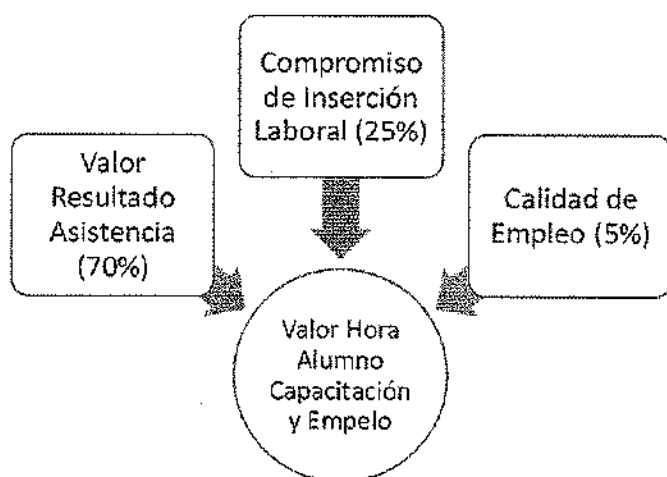 Compromiso
de Inserción
Laboral (25%)
Valor
Resultado
Asistencia
(70%)
Calidad de
Empleo (5%)
Valor Hora
Alumno
Capacitación
y Empelo